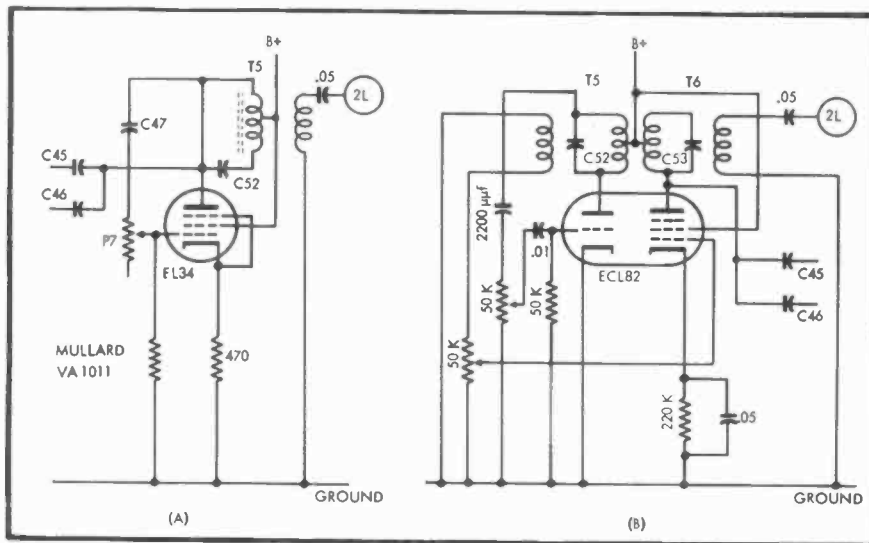 B+
T5
.05
2L
C47
C45
C52
C46
P7
EL34
MULLARD
VA 1011
470
GROUND
(A)
B+
T5
T6
.05
2L
C52
C53
2200 µµf
.01
ECL82
C45
C46
50 K
50 K
50 K
220 K
.05
GROUND
(B)